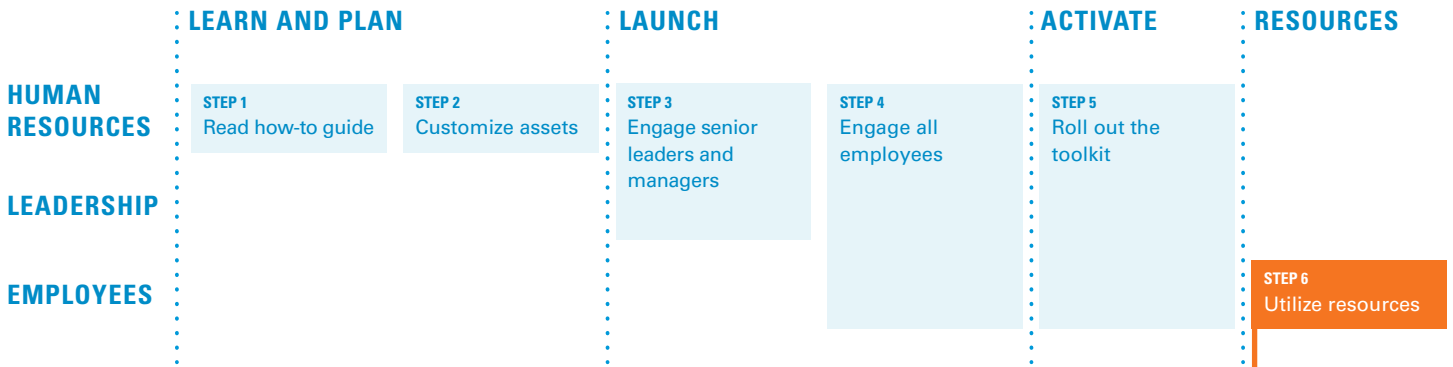 LEARN AND PLAN
LAUNCH
ACTIVATE
RESOURCES
HUMAN
RESOURCES
STEP 1
Read how-to guide
STEP 2
Customize assets
STEP 3
Engage senior
leaders and
managers
STEP 4
Engage all
employees
STEP 5
Roll out the
toolkit
LEADERSHIP
EMPLOYEES
STEP 6
Utilize resources